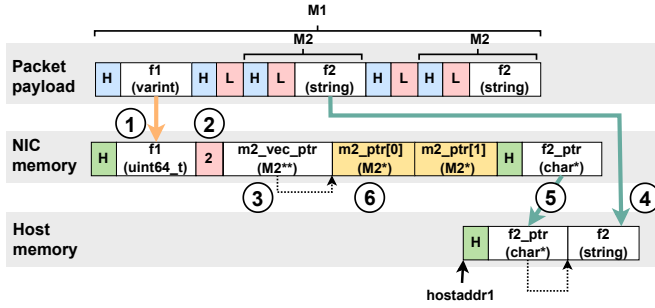 M1
M2 M2
Packet
payload
H f1
(varint) H L H L f2
(string) H L H L f2
(string)
1 2
NIC
memory
H f1
(uint64_t) 2 m2_vec_ptr
(M2**) m2_ptr[0]
(M2*) m2_ptr[1]
(M2*) H f2_ptr
(char*)
3 6 5 4
Host
memory
H f2_ptr
(char*) f2
(string)
hostaddr1